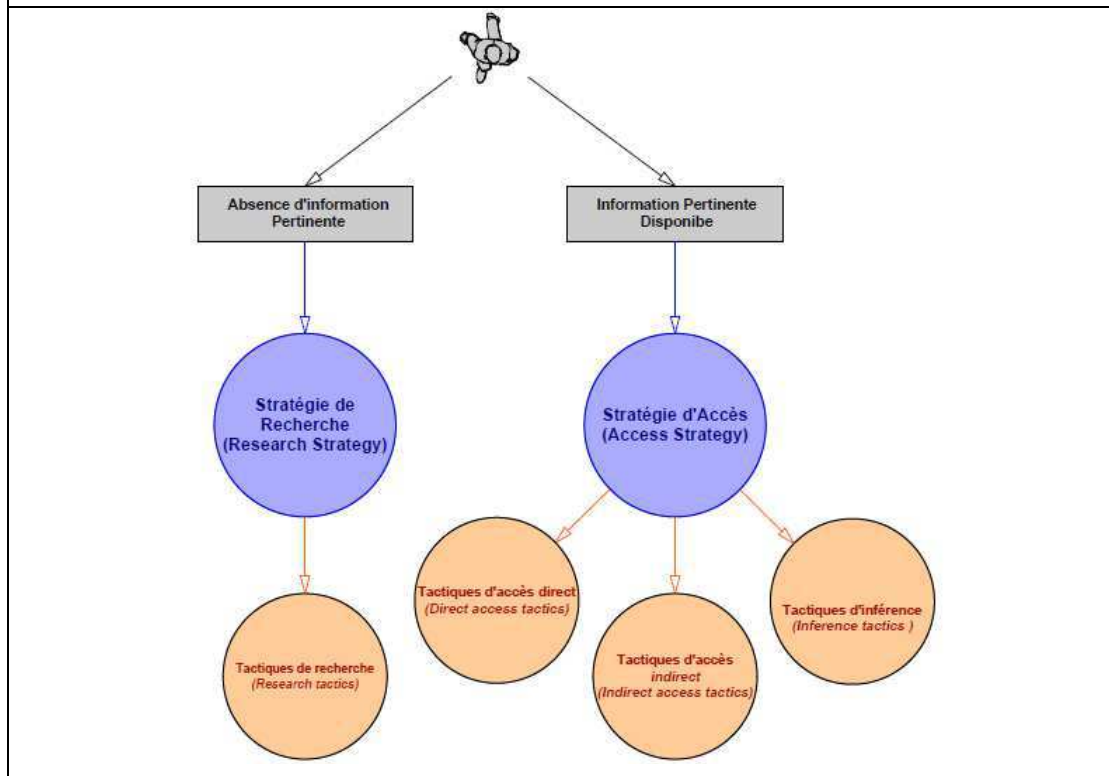 Absence d'information
Pertinente
Information Pertinente
Disponibe
Stratégie de
Recherche
(Research Strategy)
Stratégie d'Accès
(Access Strategy)
Tactiques de recherche
(Research tactics)
Tactiques d'accès direct
(Direct access tactics)
Tactiques d'accès
indirect
(Indirect access tactics)
Tactiques d'inférence
(Inference tactics )